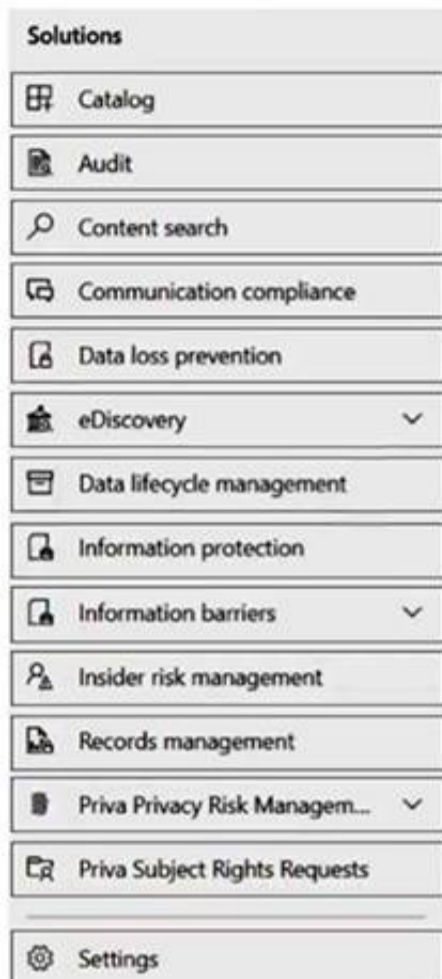 Solutions
Catalog
Audit
Content search
Communication compliance
Data loss prevention
eDiscovery
Data lifecycle management
Information protection
Information barriers
Insider risk management
Records management
Priva Privacy Risk Managem...
Priva Subject Rights Requests
Settings